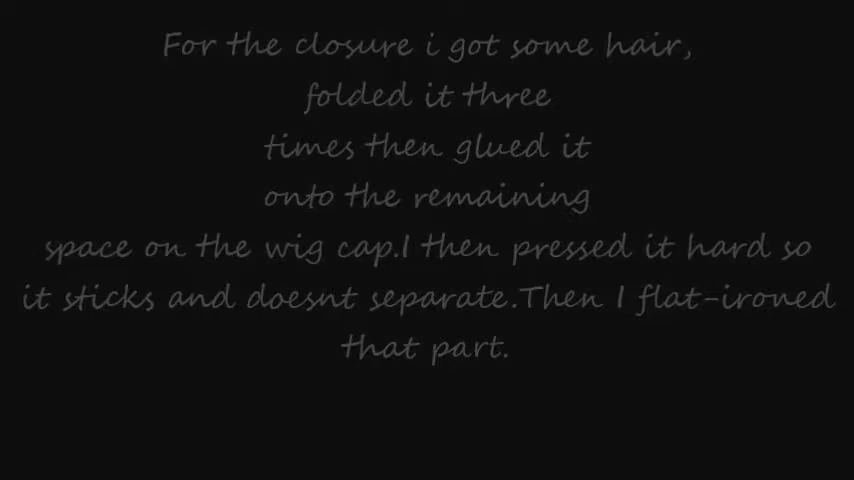 For the closure i got some hair,
folded it three
times then glued it
onto the remaining
space on the wig cap.I then pressed it hard so
it sticks and doesnt separate.Then I flat-ironed
that part.